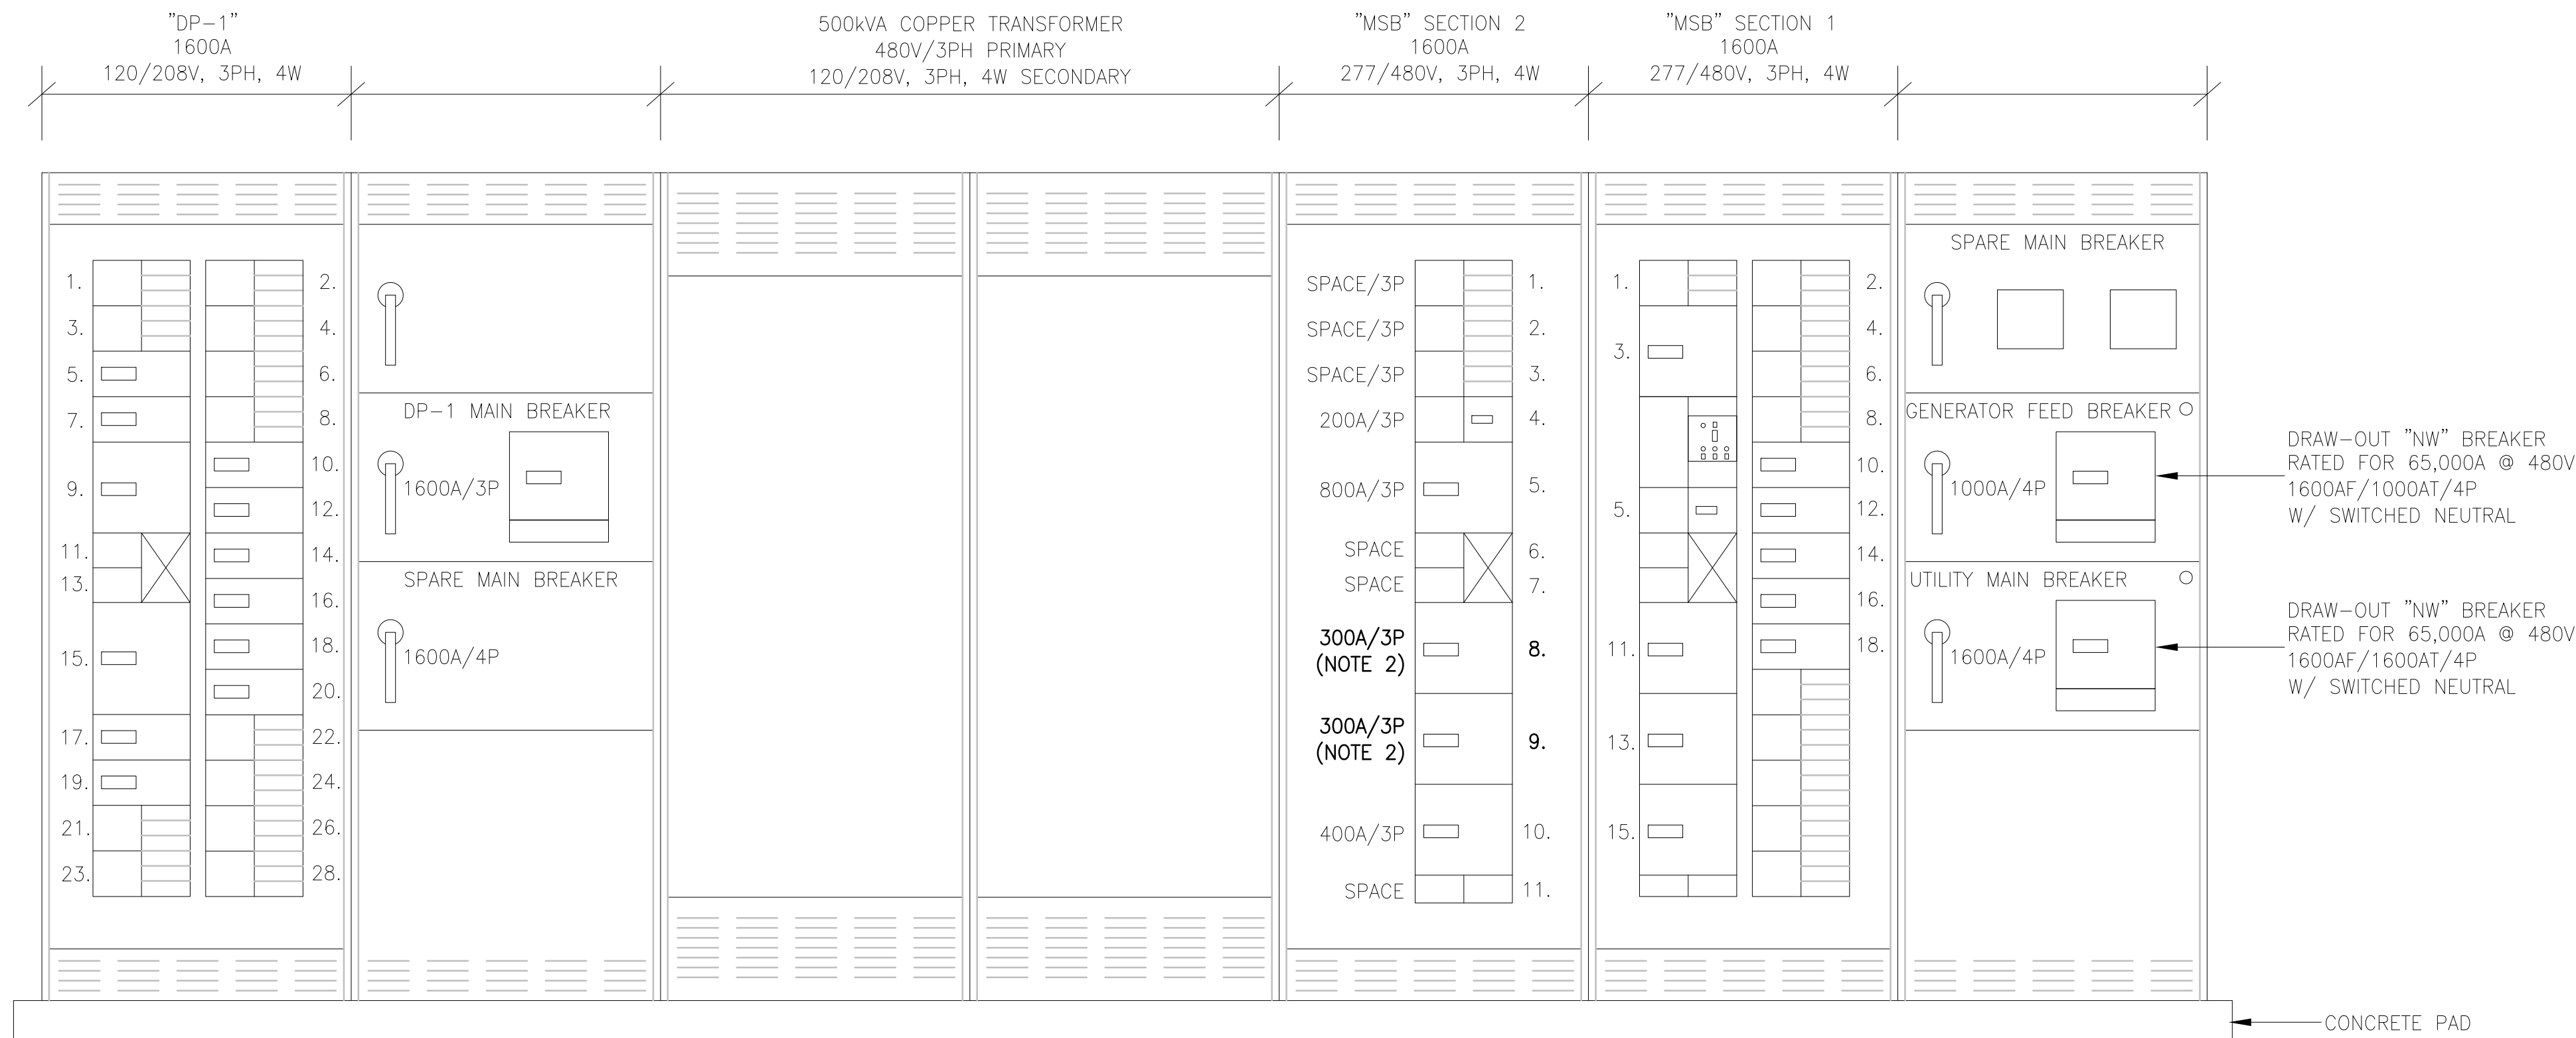 "DP-1"
1600A
120/208V, 3PH, 4W
500kVA COPPER TRANSFORMER
480V/3PH PRIMARY
120/208V, 3PH, 4W SECONDARY
"MSB" SECTION 2
1600A
277/480V, 3PH, 4W
"MSB" SECTION 1
1600A
277/480V, 3PH, 4W
1.
3.
5.
7.
9.
11.
13.
15.
17.
19.
21.
23.
2.
4.
6.
8.
10.
12.
14.
16.
18.
20.
22.
24.
26.
28.
DP-1 MAIN BREAKER
1600A/3P
SPARE MAIN BREAKER
1600A/4P
SPACE/3P 1.
SPACE/3P 2.
SPACE/3P 3.
200A/3P 4.
800A/3P 5.
SPACE 6.
SPACE 7.
300A/3P 8.
(NOTE 2)
300A/3P 9.
(NOTE 2)
400A/3P 10.
SPACE 11.
1.
3.
5.
11.
13.
15.
2.
4.
6.
8.
10.
12.
14.
16.
18.
SPARE MAIN BREAKER
GENERATOR FEED BREAKER
1000A/4P
UTILITY MAIN BREAKER
1600A/4P
DRAW-OUT "NW" BREAKER
RATED FOR 65,000A @ 480V
1600AF/1000AT/4P
W/ SWITCHED NEUTRAL
DRAW-OUT "NW" BREAKER
RATED FOR 65,000A @ 480V
1600AF/1600AT/4P
W/ SWITCHED NEUTRAL
CONCRETE PAD